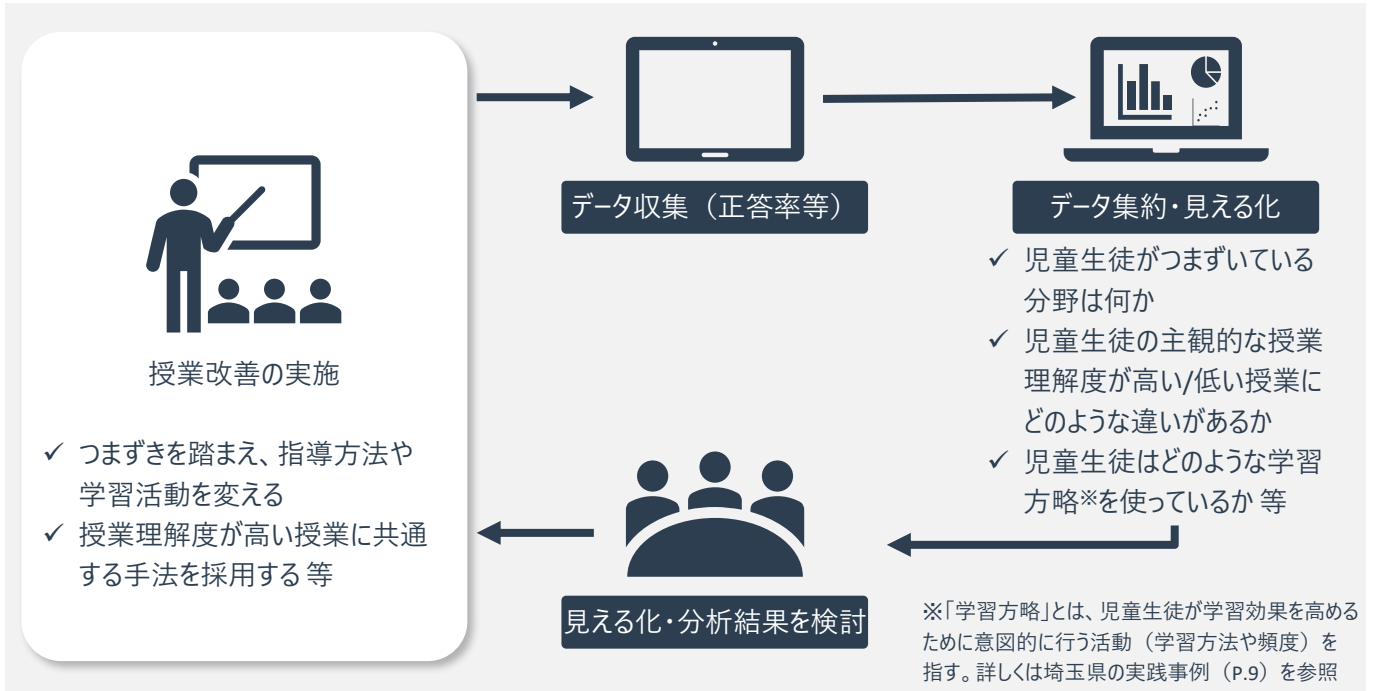 授業改善の実施
✓ つまずきを踏まえ、指導方法や
学習活動を変える
✓ 授業理解度が高い授業に共通
する手法を採用する 等
データ収集（正答率等）
データ集約・見える化
✓ 児童生徒がつまずいている
分野は何か
✓ 児童生徒の主観的な授業
理解度が高い/低い授業に
どのような違いがあるか
✓ 児童生徒はどのような学習
方略※を使っているか 等
見える化・分析結果を検討
※「学習方略」とは、児童生徒が学習効果を高める
ために意図的に行う活動（学習方法や頻度）を
指す。詳しくは埼玉県の実践事例（P.9）を参照